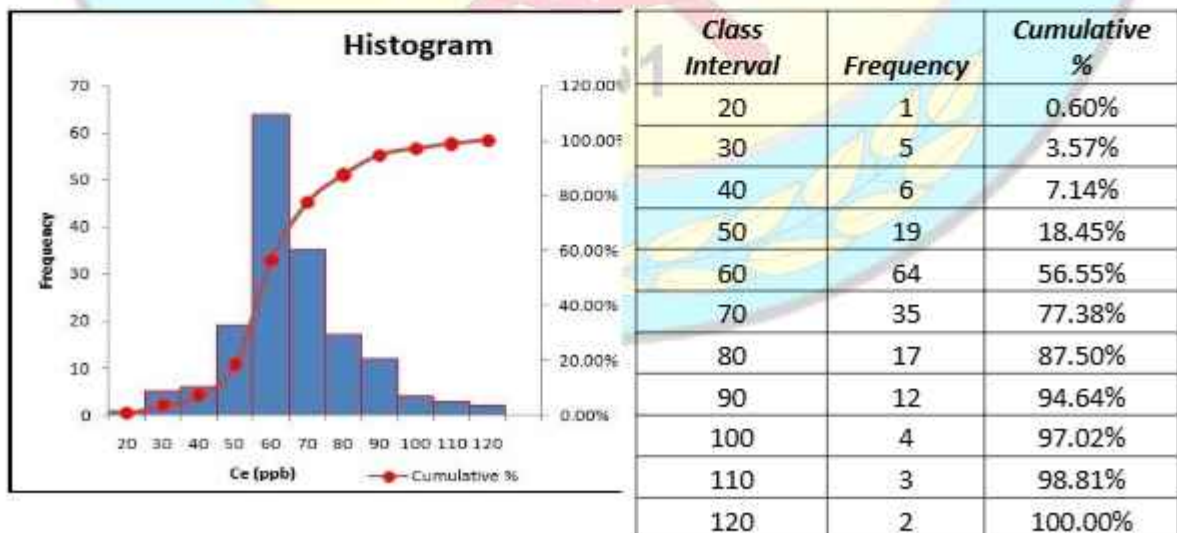 Histogram
70
60
50
40
30
20
10
0
Frequency
120.00%
100.00%
80.00%
60.00%
40.00%
20.00%
0.00%
20 30 40 50 60 70 80 90 100 110 120
Ce (ppb)
Cumulative %
Class Interval Frequency Cumulative %
20 1 0.60%
30 5 3.57%
40 6 7.14%
50 19 18.45%
60 64 56.55%
70 35 77.38%
80 17 87.50%
90 12 94.64%
100 4 97.02%
110 3 98.81%
120 2 100.00%